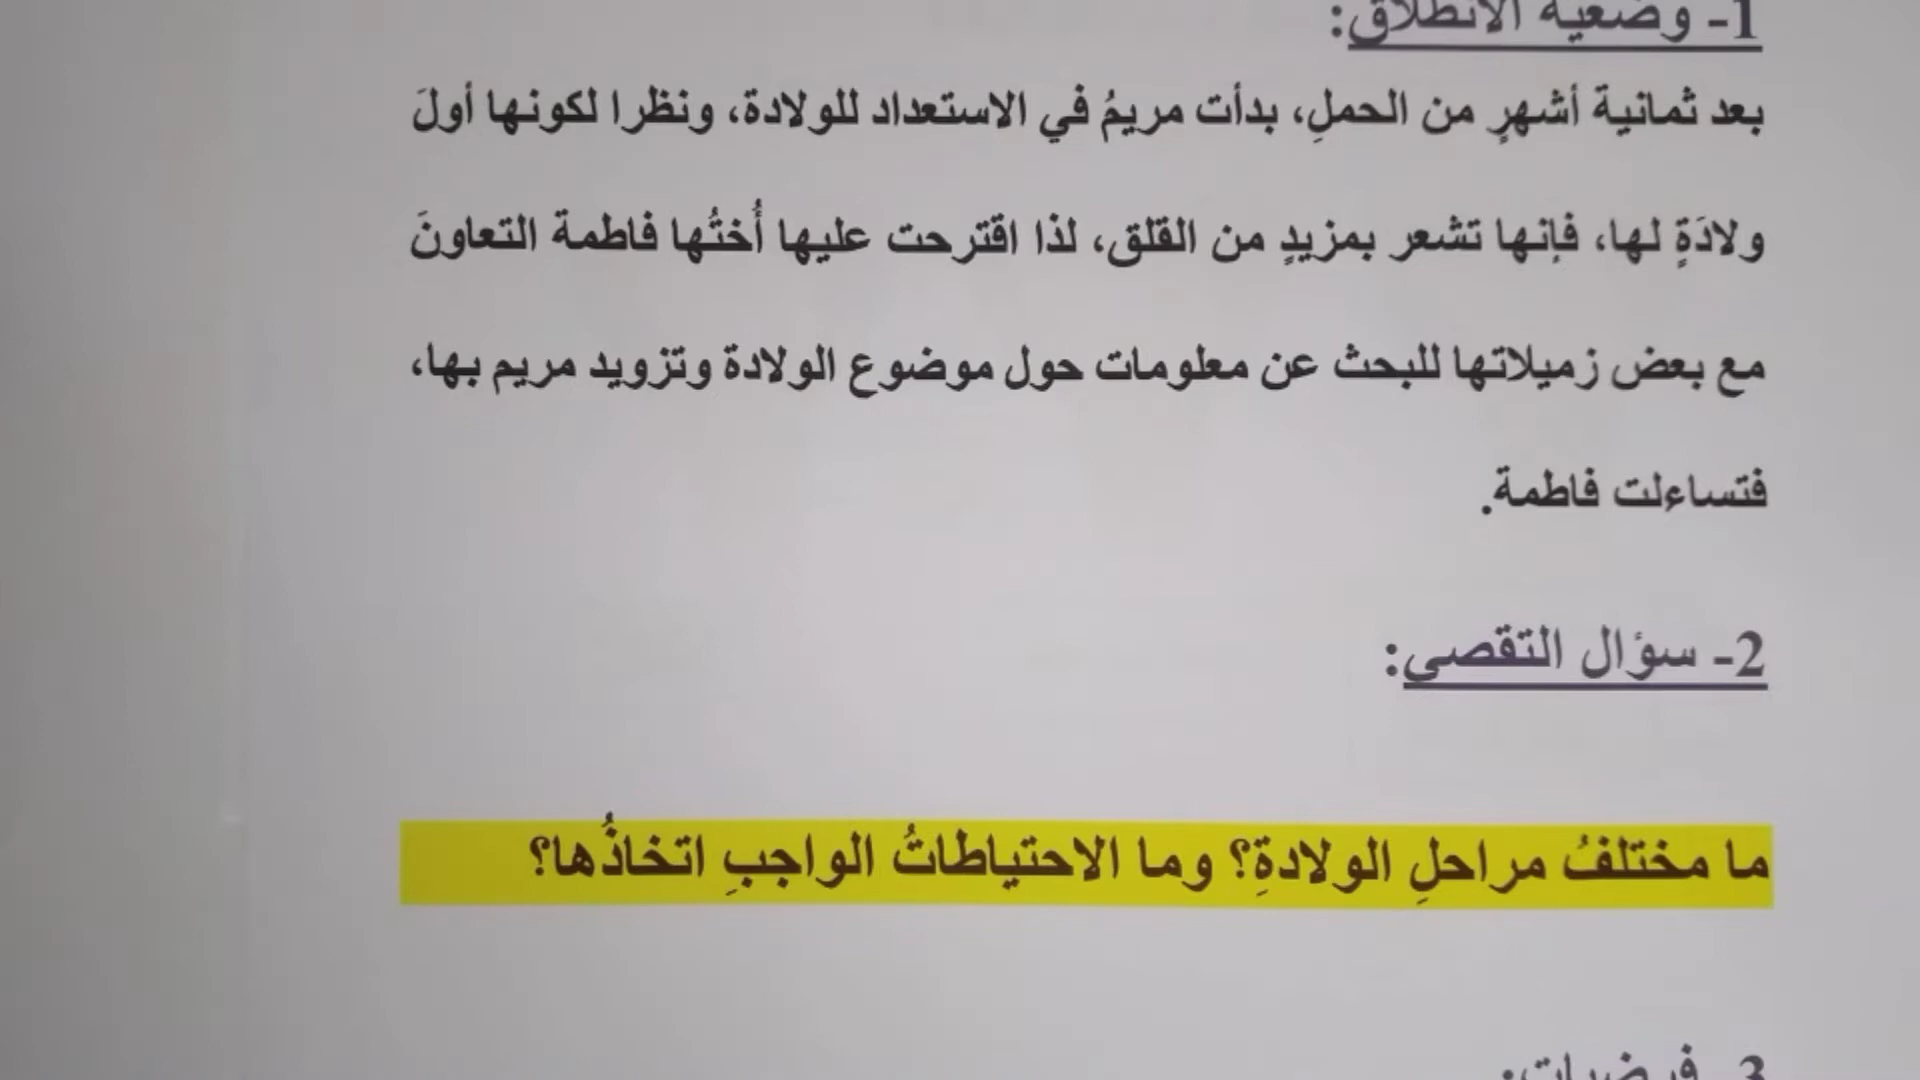 1- وضعية الانطلاق:
بعد ثمانية أشهرٍ من الحملِ، بدأت مريمُ في الاستعداد للولادة، ونظرا لكونها أولَ
ولادَةٍ لها، فإنها تشعر بمزيدٍ من القلق، لذا اقترحت عليها أُختُها فاطمة التعاونَ
مع بعض زميلاتها للبحث عن معلومات حول موضوع الولادة وتزويد مريم بها،
فتساءلت فاطمة.
2- سؤال التقصي:
ما مختلفُ مراحلِ الولادةِ؟ وما الاحتياطاتُ الواجبِ اتخاذُها؟
3- فرضيات: